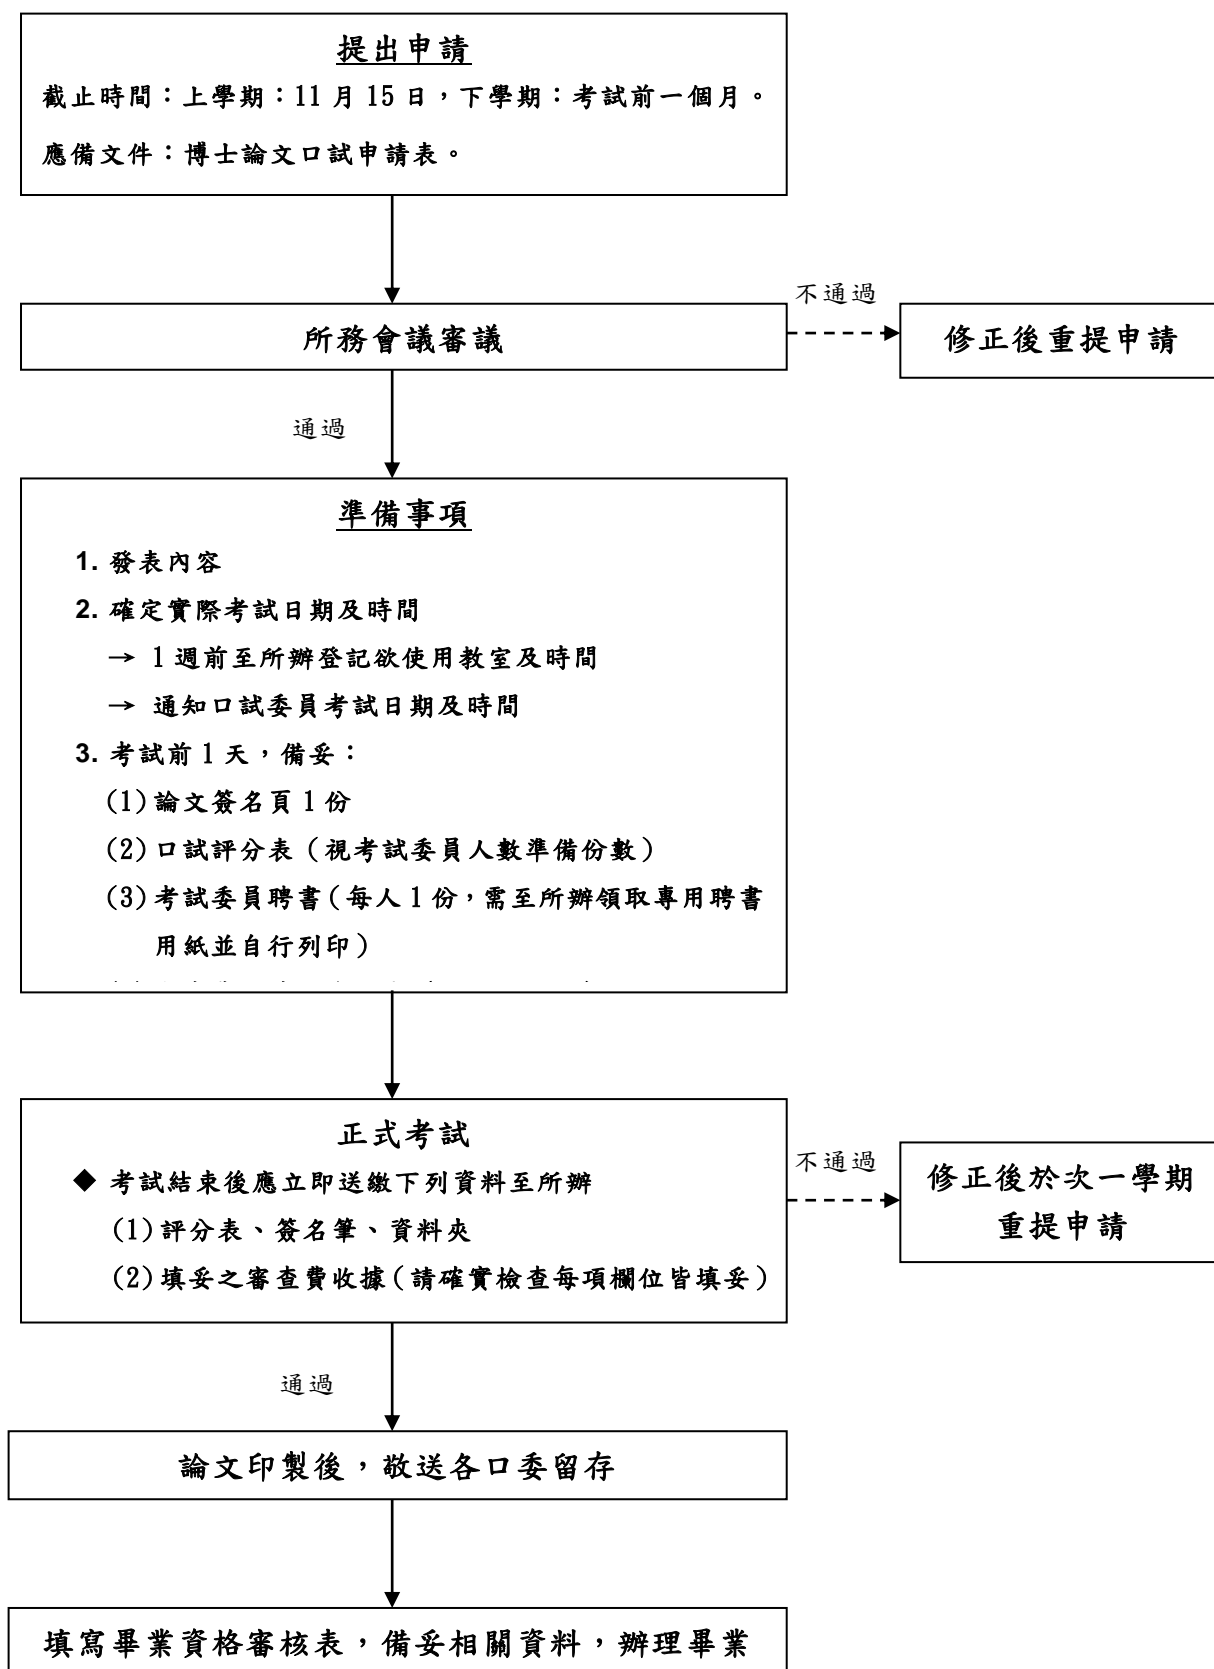 提出申請
截止時間：上學期：11 月 15 日，下學期：考試前一個月。
應備文件：博士論文口試申請表。
不通過
所務會議審議
修正後重提申請
通過
準備事項
1. 發表內容
2. 確定實際考試日期及時間
→ 1 週前至所辦登記欲使用教室及時間
→ 通知口試委員考試日期及時間
3. 考試前 1 天，備妥：
(1)論文簽名頁 1 份
(2)口試評分表（視考試委員人數準備份數）
(3)考試委員聘書（每人 1 份，需至所辦領取專用聘書
用紙並自行列印）
正式考試
◆ 考試結束後應立即送繳下列資料至所辦
(1)評分表、簽名筆、資料夾
(2)填妥之審查費收據（請確實檢查每項欄位皆填妥）
不通過
修正後於次一學期
重提申請
通過
論文印製後，敬送各口委留存
填寫畢業資格審核表，備妥相關資料，辦理畢業